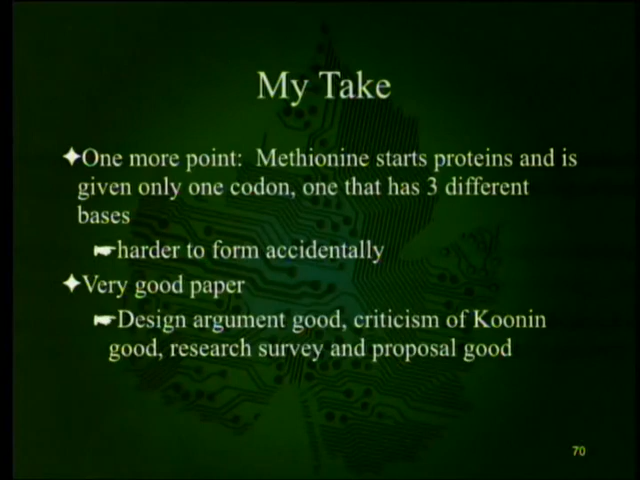 My Take
One more point: Methionine starts proteins and is
given only one codon, one that has 3 different
bases
harder to form accidentally
Very good paper
Design argument good, criticism of Koonin
good, research survey and proposal good
70